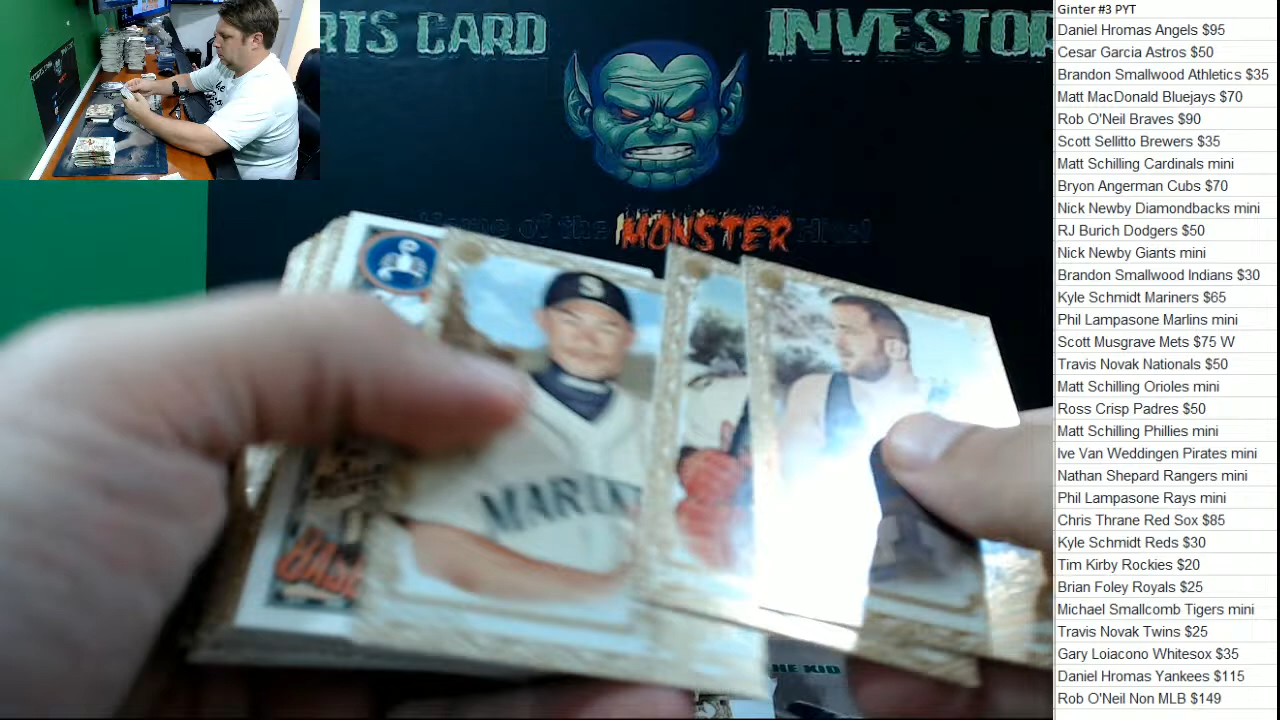 RTS CARD
INVESTOR
Home of the MONSTER
S
MARINE
THE KID
Ginter #3 PYT
Daniel Hromas Angels $95
Cesar Garcia Astros $50
Brandon Smallwood Athletics $35
Matt MacDonald Bluejays $70
Rob O'Neil Braves $90
Scott Sellitto Brewers $35
Matt Schilling Cardinals mini
Bryon Angerman Cubs $70
Nick Newby Diamondbacks mini
RJ Burich Dodgers $50
Nick Newby Giants mini
Brandon Smallwood Indians $30
Kyle Schmidt Mariners $65
Phil Lampasone Marlins mini
Scott Musgrave Mets $75 W
Travis Novak Nationals $50
Matt Schilling Orioles mini
Ross Crisp Padres $50
Matt Schilling Phillies mini
Ive Van Weddingen Pirates mini
Nathan Shepard Rangers mini
Phil Lampasone Rays mini
Chris Thrane Red Sox $85
Kyle Schmidt Reds $30
Tim Kirby Rockies $20
Brian Foley Royals $25
Michael Smallcomb Tigers mini
Travis Novak Twins $25
Gary Loiacono Whitesox $35
Daniel Hromas Yankees $115
Rob O'Neil Non MLB $149